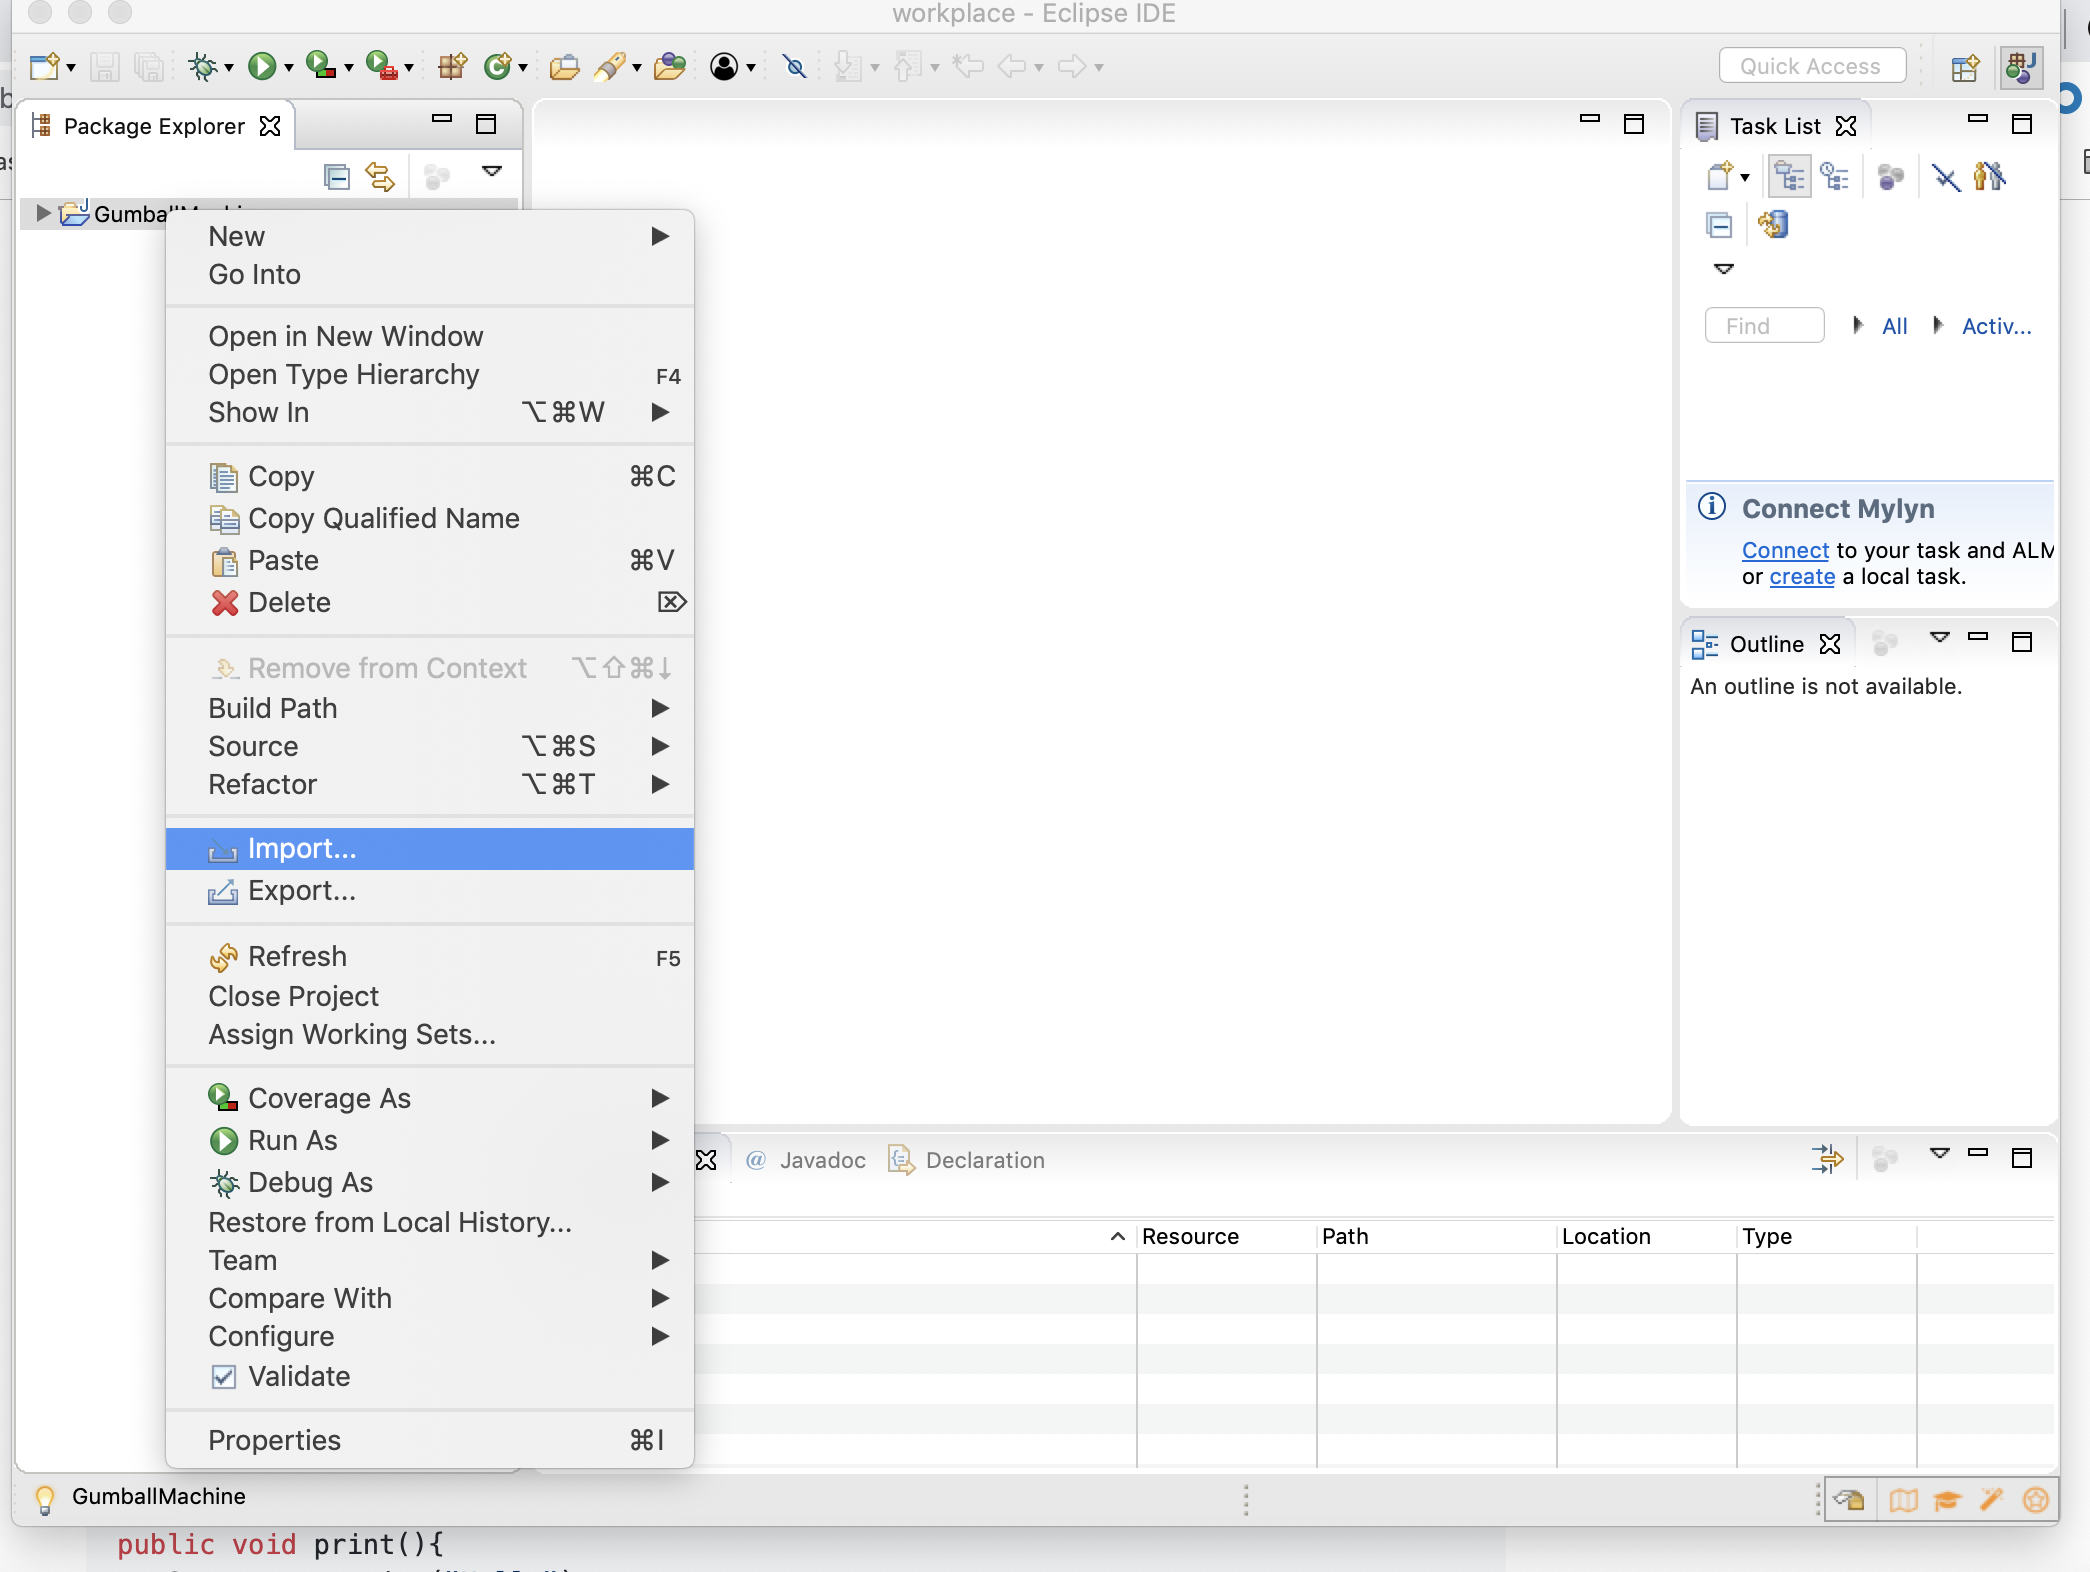 workplace - Eclipse IDE
Quick Access
Package Explorer
Task List
New
Go Into
Open in New Window
Open Type Hierarchy F4
Show In ⌥⌘W
Copy ⌘C
Copy Qualified Name
Paste ⌘V
Delete ⌦
Remove from Context ⌥⇧⌘↓
Build Path
Source ⌥⌘S
Refactor ⌥⌘T
Import...
Export...
Refresh F5
Close Project
Assign Working Sets...
Coverage As
Run As
Debug As
Restore from Local History...
Team
Compare With
Configure
Validate
Properties ⌘I
Find All Activ...
Connect Mylyn
Connect to your task and ALM
or create a local task.
Outline
An outline is not available.
@ Javadoc Declaration
Resource Path Location Type
GumballMachine
public void print(){